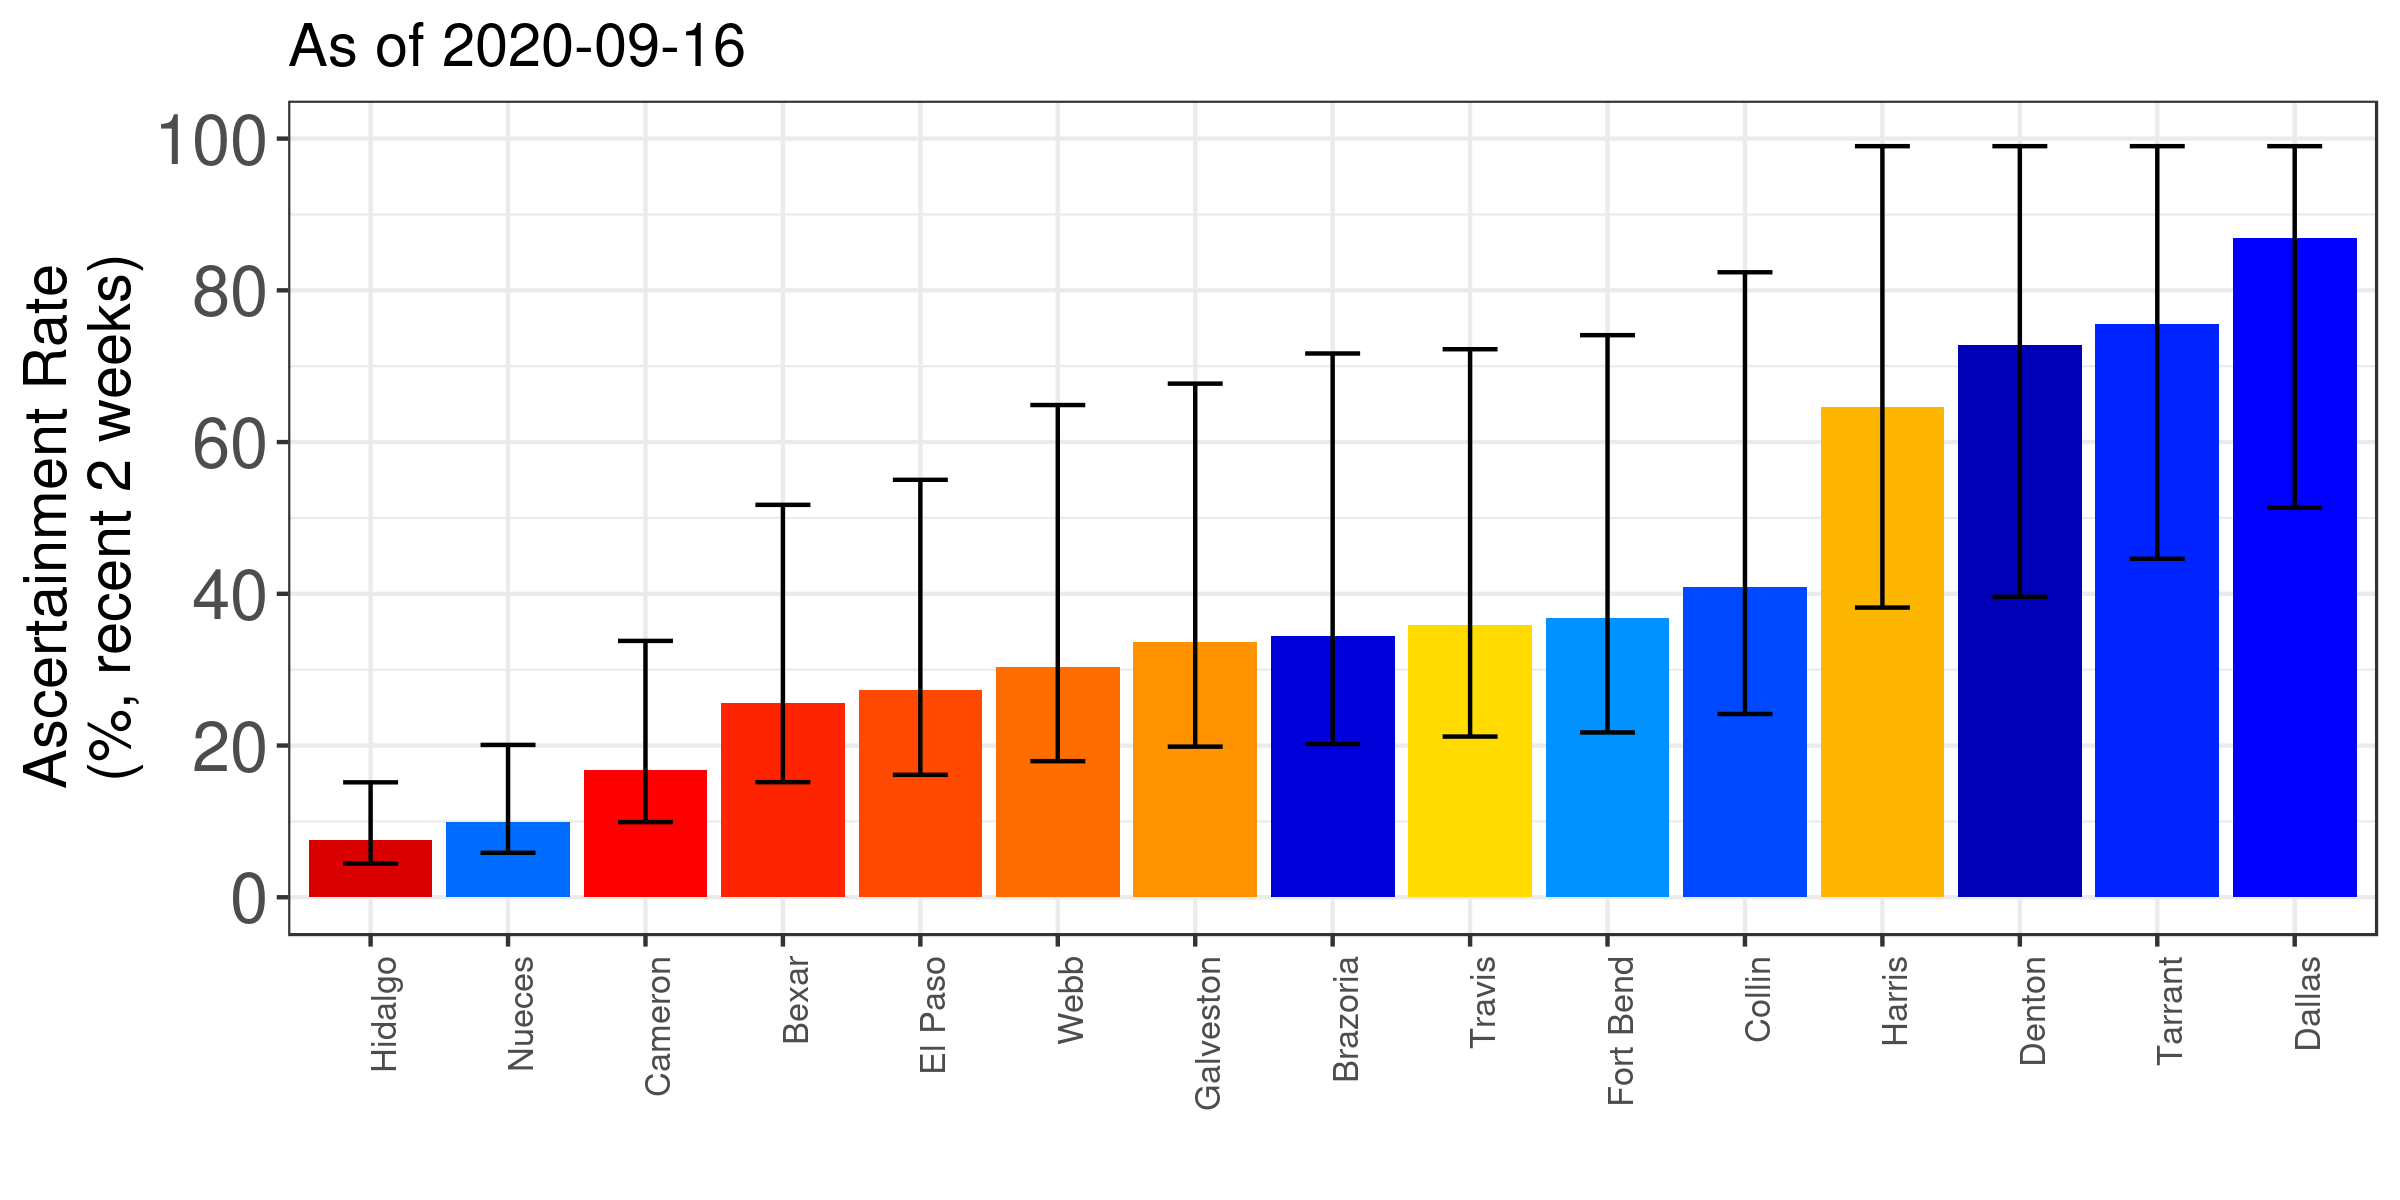 As of 2020-09-16
Ascertainment Rate
(%, recent 2 weeks)
100
80
60
40
20
0
Hidalgo
Nueces
Cameron
Bexar
El Paso
Webb
Galveston
Brazoria
Travis
Fort Bend
Collin
Harris
Denton
Tarrant
Dallas